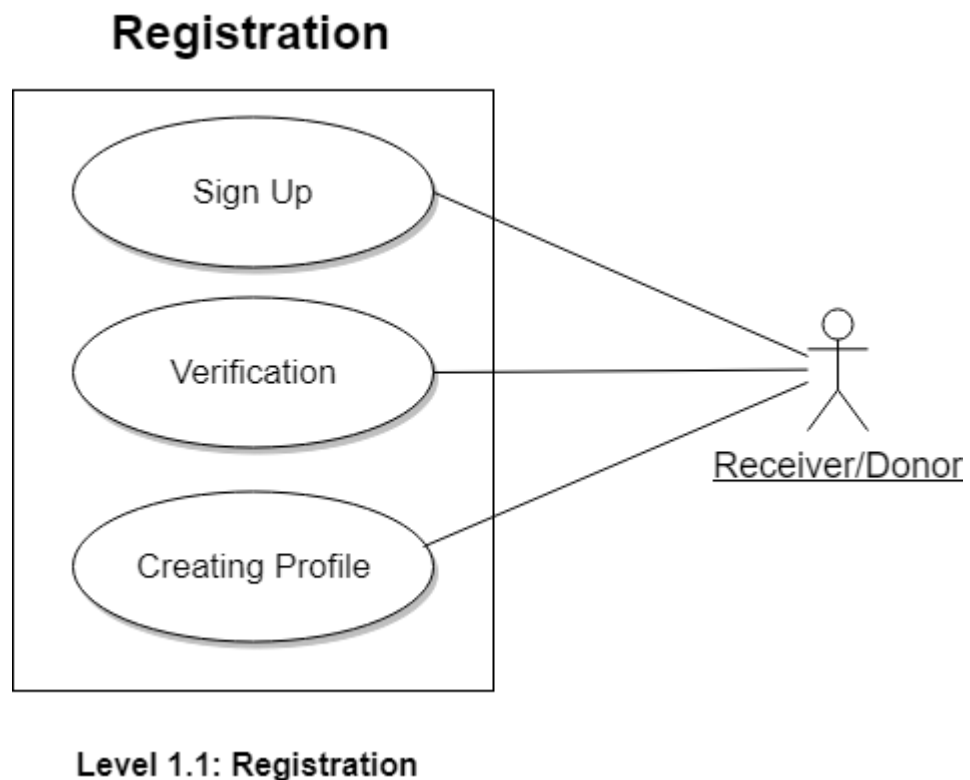 Registration
Sign Up
Verification
Receiver/Donor
Creating Profile
Level 1.1: Registration